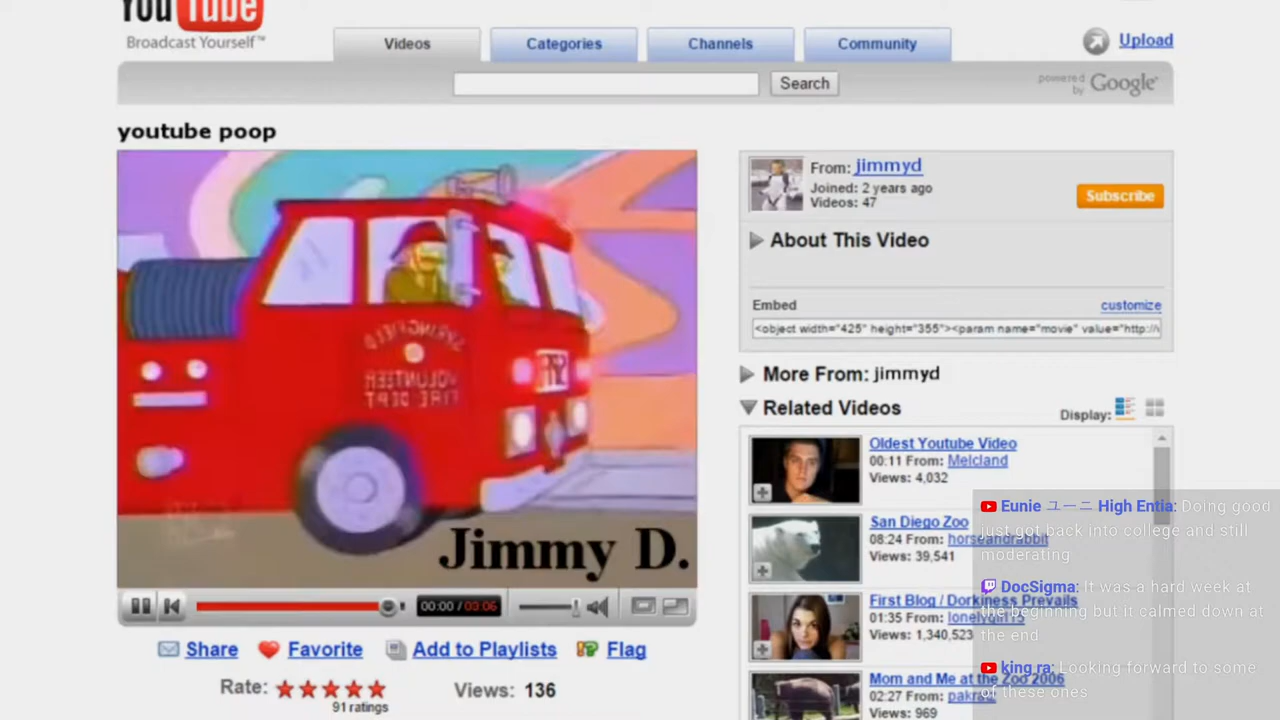 YouTube
Broadcast Yourself™
Videos
Categories
Channels
Community
Upload
Search
powered by Google
youtube poop
From: jimmyd
Joined: 2 years ago
Videos: 47
Subscribe
About This Video
Embed
customize
<object width="425" height="355"><param name="movie" value="http://
More From: jimmyd
Related Videos
Display:
SPRINGFIELD
VOLUNTEER
FIRE DEPT
Jimmy D.
Oldest Youtube Video
00:11 From: Melcland
Views: 4,032
San Diego Zoo
08:24 From: horseandrabbit
Views: 39,541
First Blog / Dorkiness Prevails
01:35 From: lonelygirl15
Views: 1,340,523
Mom and Me at the Zoo 2006
02:27 From: pakra
Views: 969
00:00 / 03:06
Share
Favorite
Add to Playlists
Flag
Rate:
91 ratings
Views: 136
Eunie ユーニ High Entia: Doing good
just got back into college and still
moderating
DocSigma: It was a hard week at
the beginning but it calmed down at
the end
king ra: Looking forward to some
of these ones